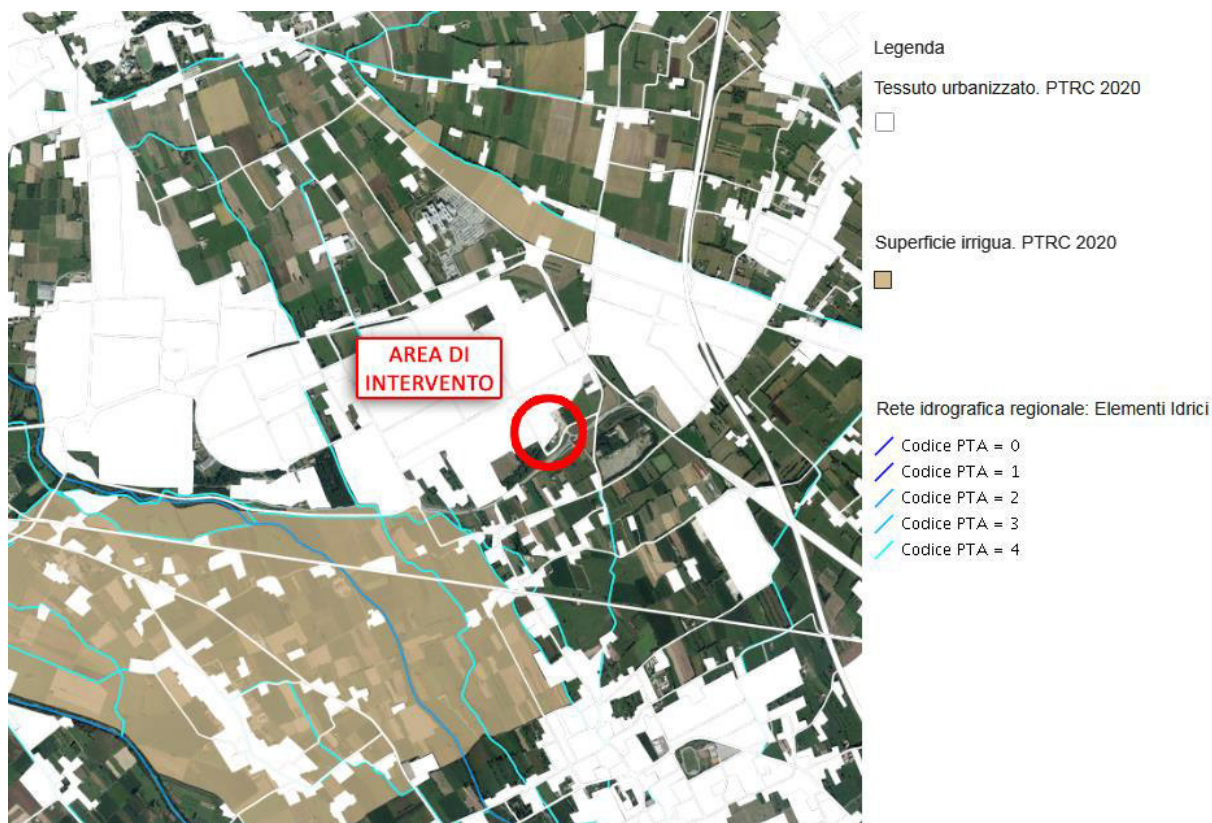 AREA DI
INTERVENTO
Legenda
Tessuto urbanizzato. PTRC 2020
Superficie irrigua. PTRC 2020
Rete idrografica regionale: Elementi Idrici
Codice PTA = 0
Codice PTA = 1
Codice PTA = 2
Codice PTA = 3
Codice PTA = 4